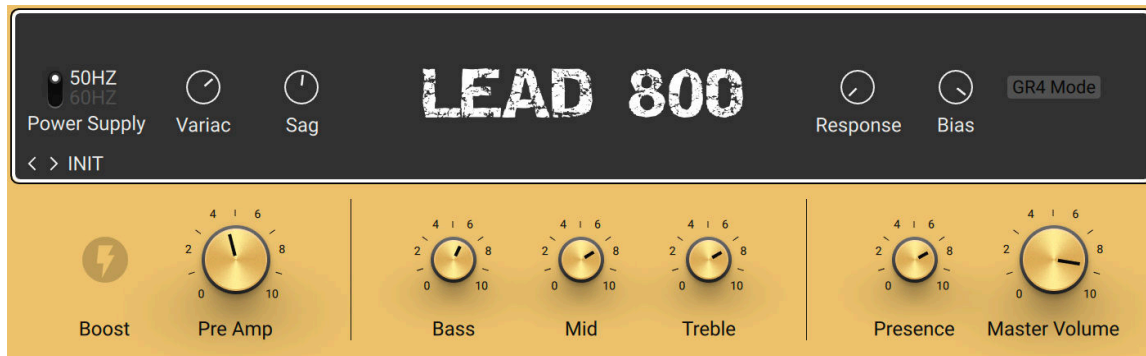 50HZ
60HZ
Power Supply
Variac
Sag
LEAD 800
Response
Bias
GR4 Mode
< > INIT
Boost
0 2 4 6 8 10
Pre Amp
0 2 4 6 8 10
Bass
0 2 4 6 8 10
Mid
0 2 4 6 8 10
Treble
0 2 4 6 8 10
Presence
0 2 4 6 8 10
Master Volume